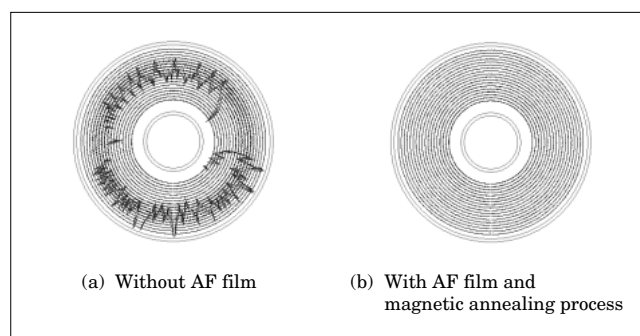 (a) Without AF film
(b) With AF film and
magnetic annealing process